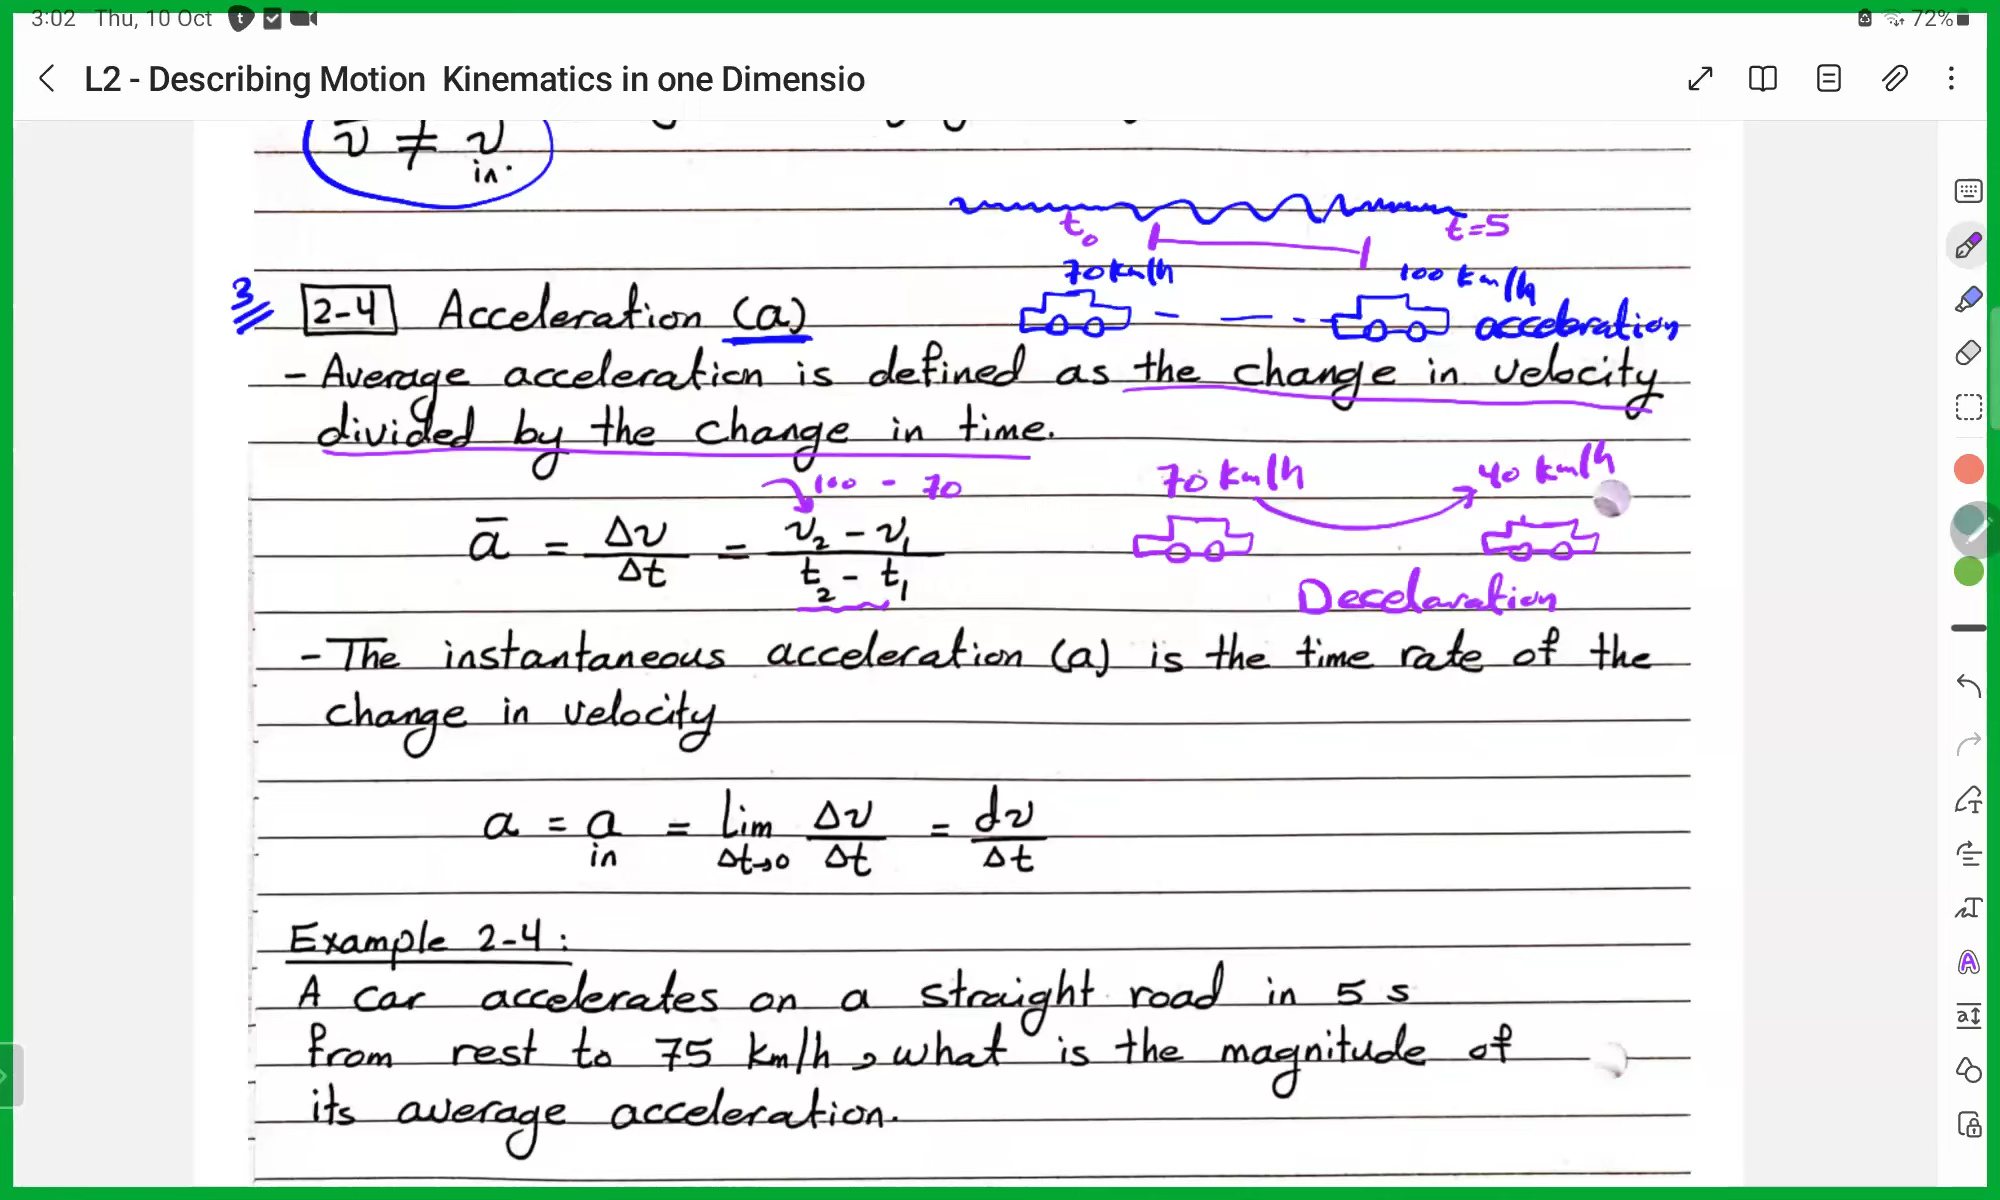 3:02 Thu, 10 Oct
72%
L2 - Describing Motion Kinematics in one Dimensio
v̅ ≠ v in.
t₀ t=5
70 km/h 100 km/h
3 2-4 Acceleration (a) acceleration
- Average acceleration is defined as the change in velocity
divided by the change in time.
100 - 70 70 km/h 40 km/h
a̅ = Δv/Δt = v₂ - v₁ / t₂ - t₁
Decelaration
- The instantaneous acceleration (a) is the time rate of the
change in velocity
a = a in = lim Δt→0 Δv/Δt = dv/Δt
Example 2-4:
A car accelerates on a straight road in 5 s
from rest to 75 km/h, what is the magnitude of
its average acceleration.